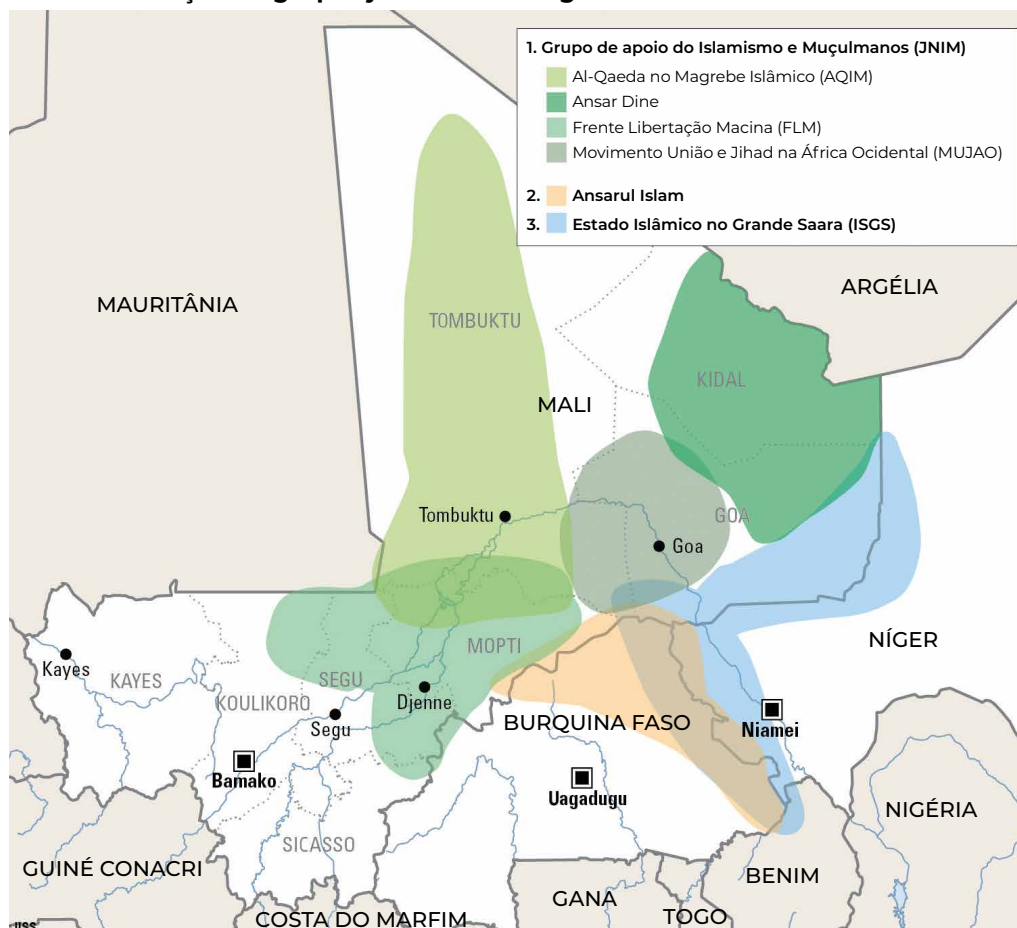 1. Grupo de apoio do Islamismo e Muçulmanos (JNIM)
Al-Qaeda no Magrebe Islâmico (AQIM)
Ansar Dine
Frente Libertação Macina (FLM)
Movimento União e Jihad na África Ocidental (MUJAO)
2. Ansarul Islam
3. Estado Islâmico no Grande Saara (ISGS)
ARGÉLIA
MAURITÂNIA
TOMBUKTU
KIDAL
MALI
Tombuktu
GOA
Goa
NÍGER
MOPTI
Kayes
KAYES
SEGU
KOULIKORO
Djenne
Segu
BURQUINA FASO
Niamei
Bamako
Uagadugu
NIGÉRIA
SICASSO
GUINÉ CONACRI
BENIM
GANA
TOGO
COSTA DO MARFIM